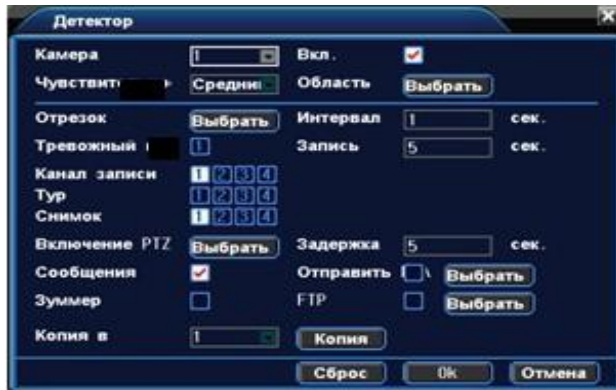 Детектор
Камера 1 Вкл.
Средни Область Выбрать
Отрезок Выбрать Интервал 1 сек.
Тревожный 1 Запись 5 сек.
Канал записи 1 2 3 4
Тур 1 2 3 4
Снимок 1 2 3 4
Включение PTZ Выбрать Задержка 5 сек.
Сообщения Отправить Выбрать
Зуммер FTP Выбрать
Копия в 1 Копия
Сброс Ok Отмена